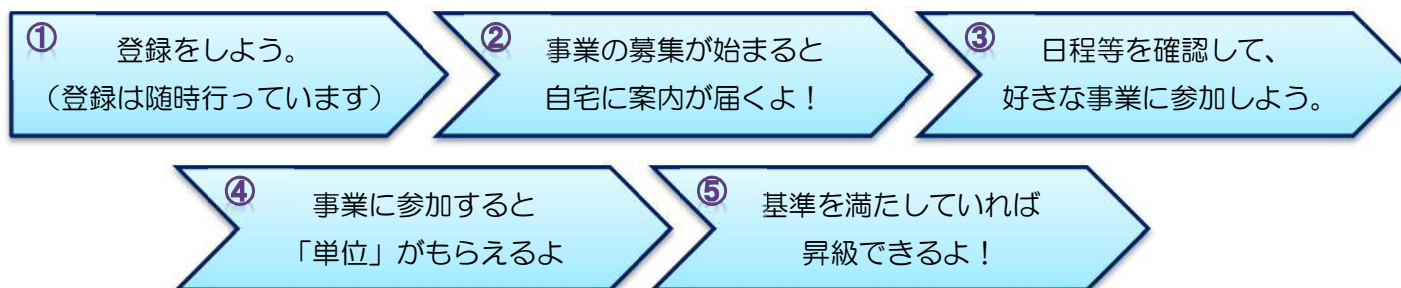 ①
登録をしよう。
（登録は随時行っています）
②
事業の募集が始まると
自宅に案内が届くよ！
③
日程等を確認して、
好きな事業に参加しよう。
④
事業に参加すると
「単位」がもらえるよ
⑤
基準を満たしていれば
昇級できるよ！